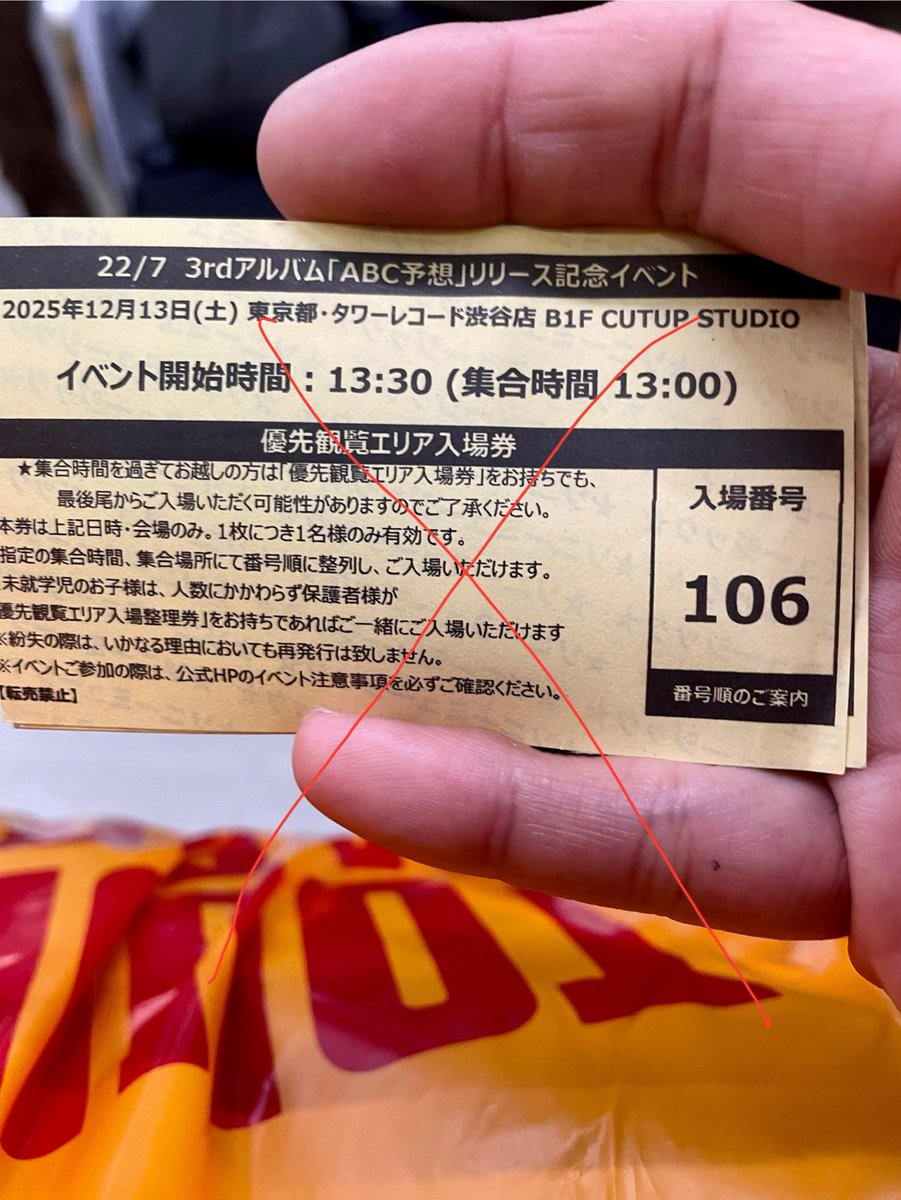 22/7 3rdアルバム「ABC予想」リリース記念イベント
2025年12月13日(土) 東京都・タワーレコード渋谷店 B1F CUTUP STUDIO
イベント開始時間：13:30 (集合時間 13:00)
優先観覧エリア入場券
★集合時間を過ぎてお越しの方は「優先観覧エリア入場券」をお持ちでも、
最後尾からご入場いただく可能性がありますのでご了承ください。
本券は上記日時・会場のみ。1枚につき1名様のみ有効です。
指定の集合時間、集合場所にて番号順に整列し、ご入場いただけます。
未就学児のお子様は、人数にかかわらず保護者様が
優先観覧エリア入場整理券」をお持ちであればご一緒にご入場いただけます
※紛失の際は、いかなる理由においても再発行は致しません。
※イベントご参加の際は、公式HPのイベント注意事項を必ずご確認ください。
【転売禁止】
入場番号
106
番号順のご案内